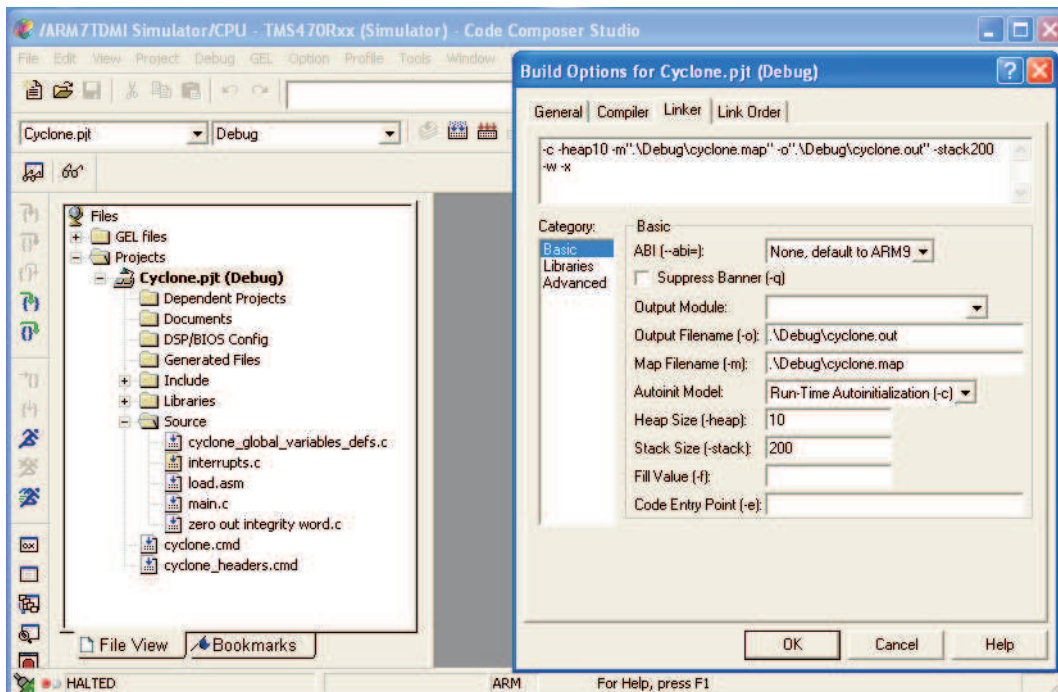 /ARM7TDMI Simulator/CPU - TMS470Rxx (Simulator) - Code Composer Studio
File Edit View Project Debug GEL Option Profile Tools Window
Cyclone.pjt
Debug
Files
GEL files
Projects
Cyclone.pjt (Debug)
Dependent Projects
Documents
DSP/BIOS Config
Generated Files
Include
Libraries
Source
cyclone_global_variables_defs.c
interrupts.c
load.asm
main.c
zero out integrity word.c
cyclone.cmd
cyclone_headers.cmd
File View
Bookmarks
HALTED
ARM
For Help, press F1
Build Options for Cyclone.pjt (Debug)
General Compiler Linker Link Order
-c -heap10 -m".\Debug\cyclone.map" -o".\Debug\cyclone.out" -stack200
-w -x
Category:
Basic
Libraries
Advanced
Basic
ABI (--abi=): None, default to ARM9
Suppress Banner (-q)
Output Module:
Output Filename (-o): .\Debug\cyclone.out
Map Filename (-m): .\Debug\cyclone.map
Autoinit Model: Run-Time Autoinitialization (-c)
Heap Size (-heap): 10
Stack Size (-stack): 200
Fill Value (-f):
Code Entry Point (-e):
OK Cancel Help